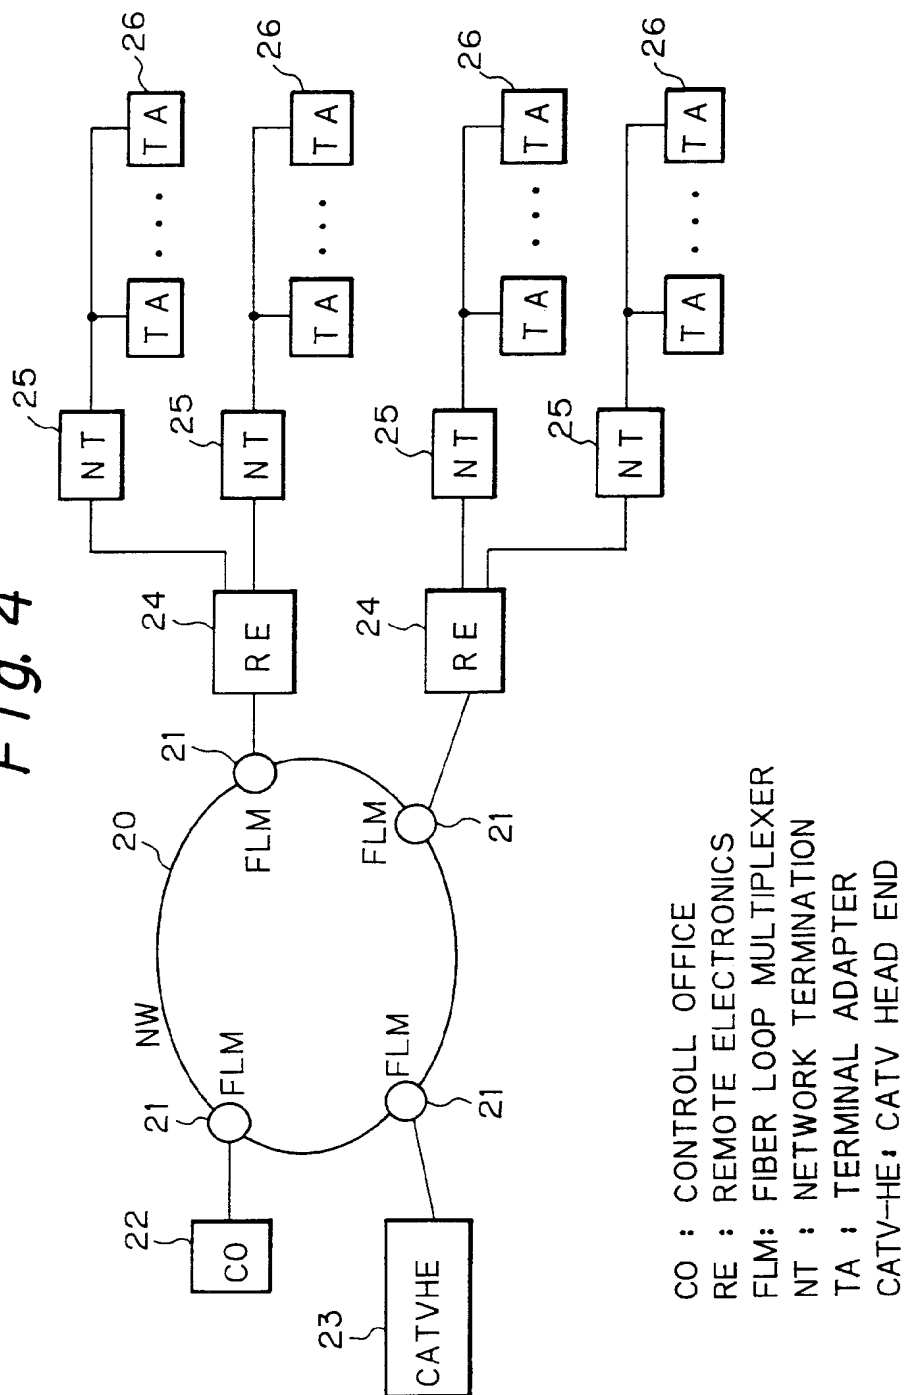 Fig. 4
25
NT
26
22
NW
20
24
TA
...
TA
21
21
25
CO
FLM
FLM
RE
NT
26
TA
...
TA
23
FLM
FLM
24
25
CATVHE
21
21
RE
NT
26
TA
...
TA
25
NT
26
TA
...
TA
CO : CONTROLL OFFICE
RE : REMOTE ELECTRONICS
FLM: FIBER LOOP MULTIPLEXER
NT : NETWORK TERMINATION
TA : TERMINAL ADAPTER
CATV-HE: CATV HEAD END